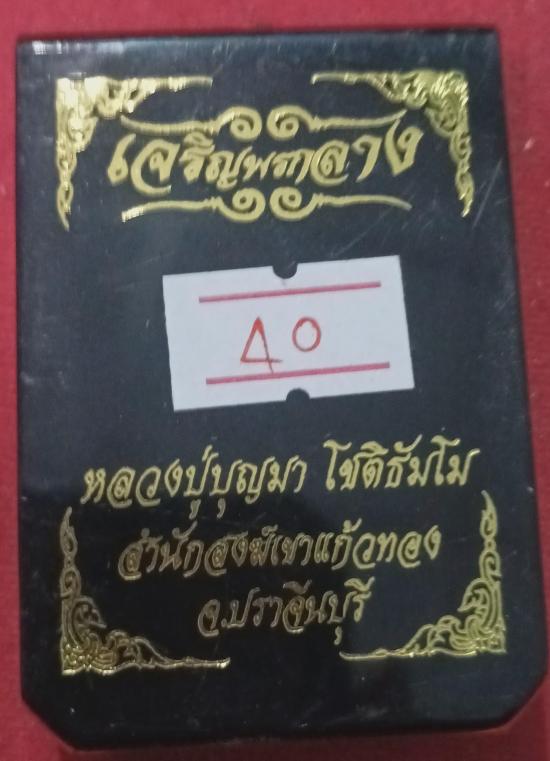 เจริญพรกลาง
40
หลวงปู่บุญมา โชติธัมโม
สำนักสงฆ์เขาแก้วทอง
จ.ปราจีนบุรี